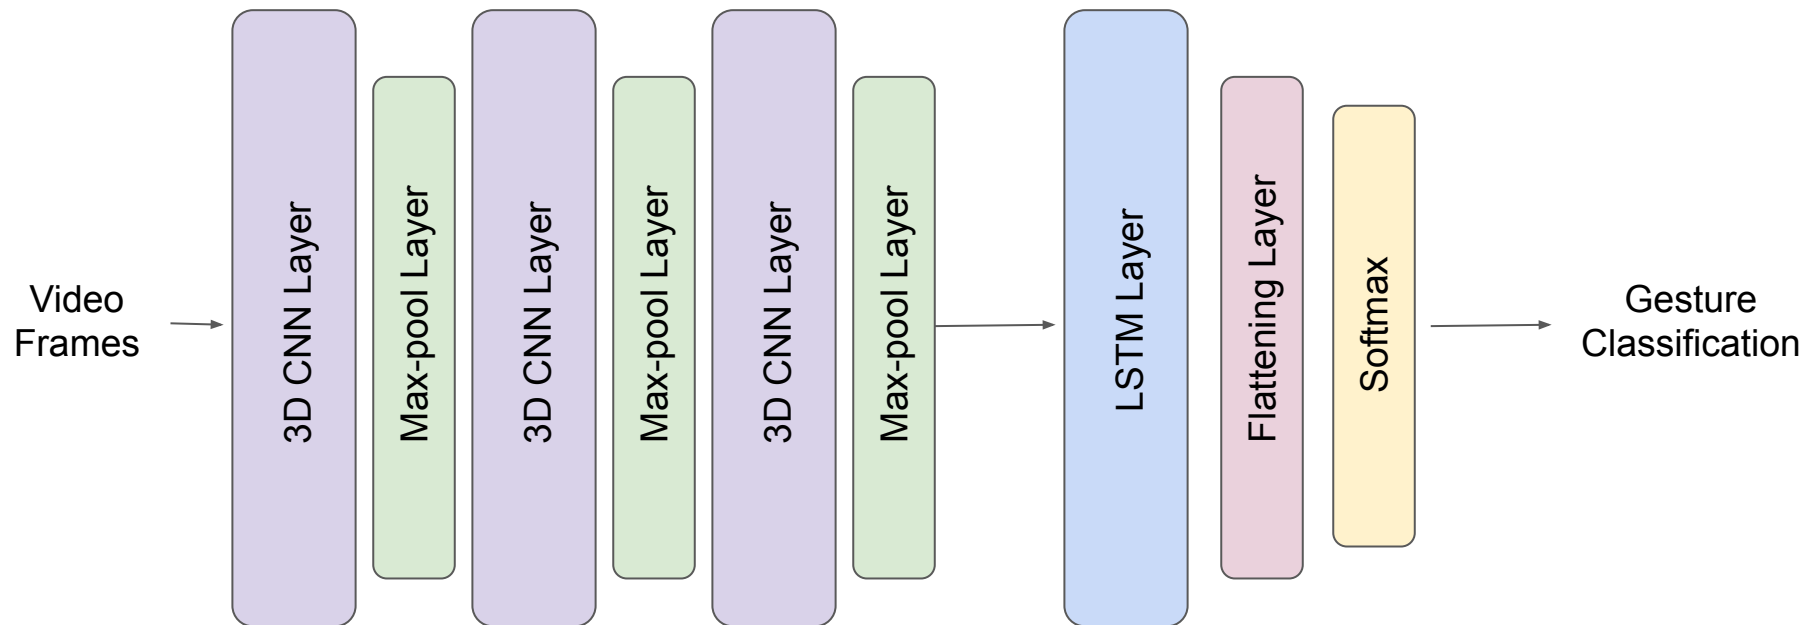 Video
Frames
3D CNN Layer
Max-pool Layer
3D CNN Layer
Max-pool Layer
3D CNN Layer
Max-pool Layer
LSTM Layer
Flattening Layer
Softmax
Gesture
Classification